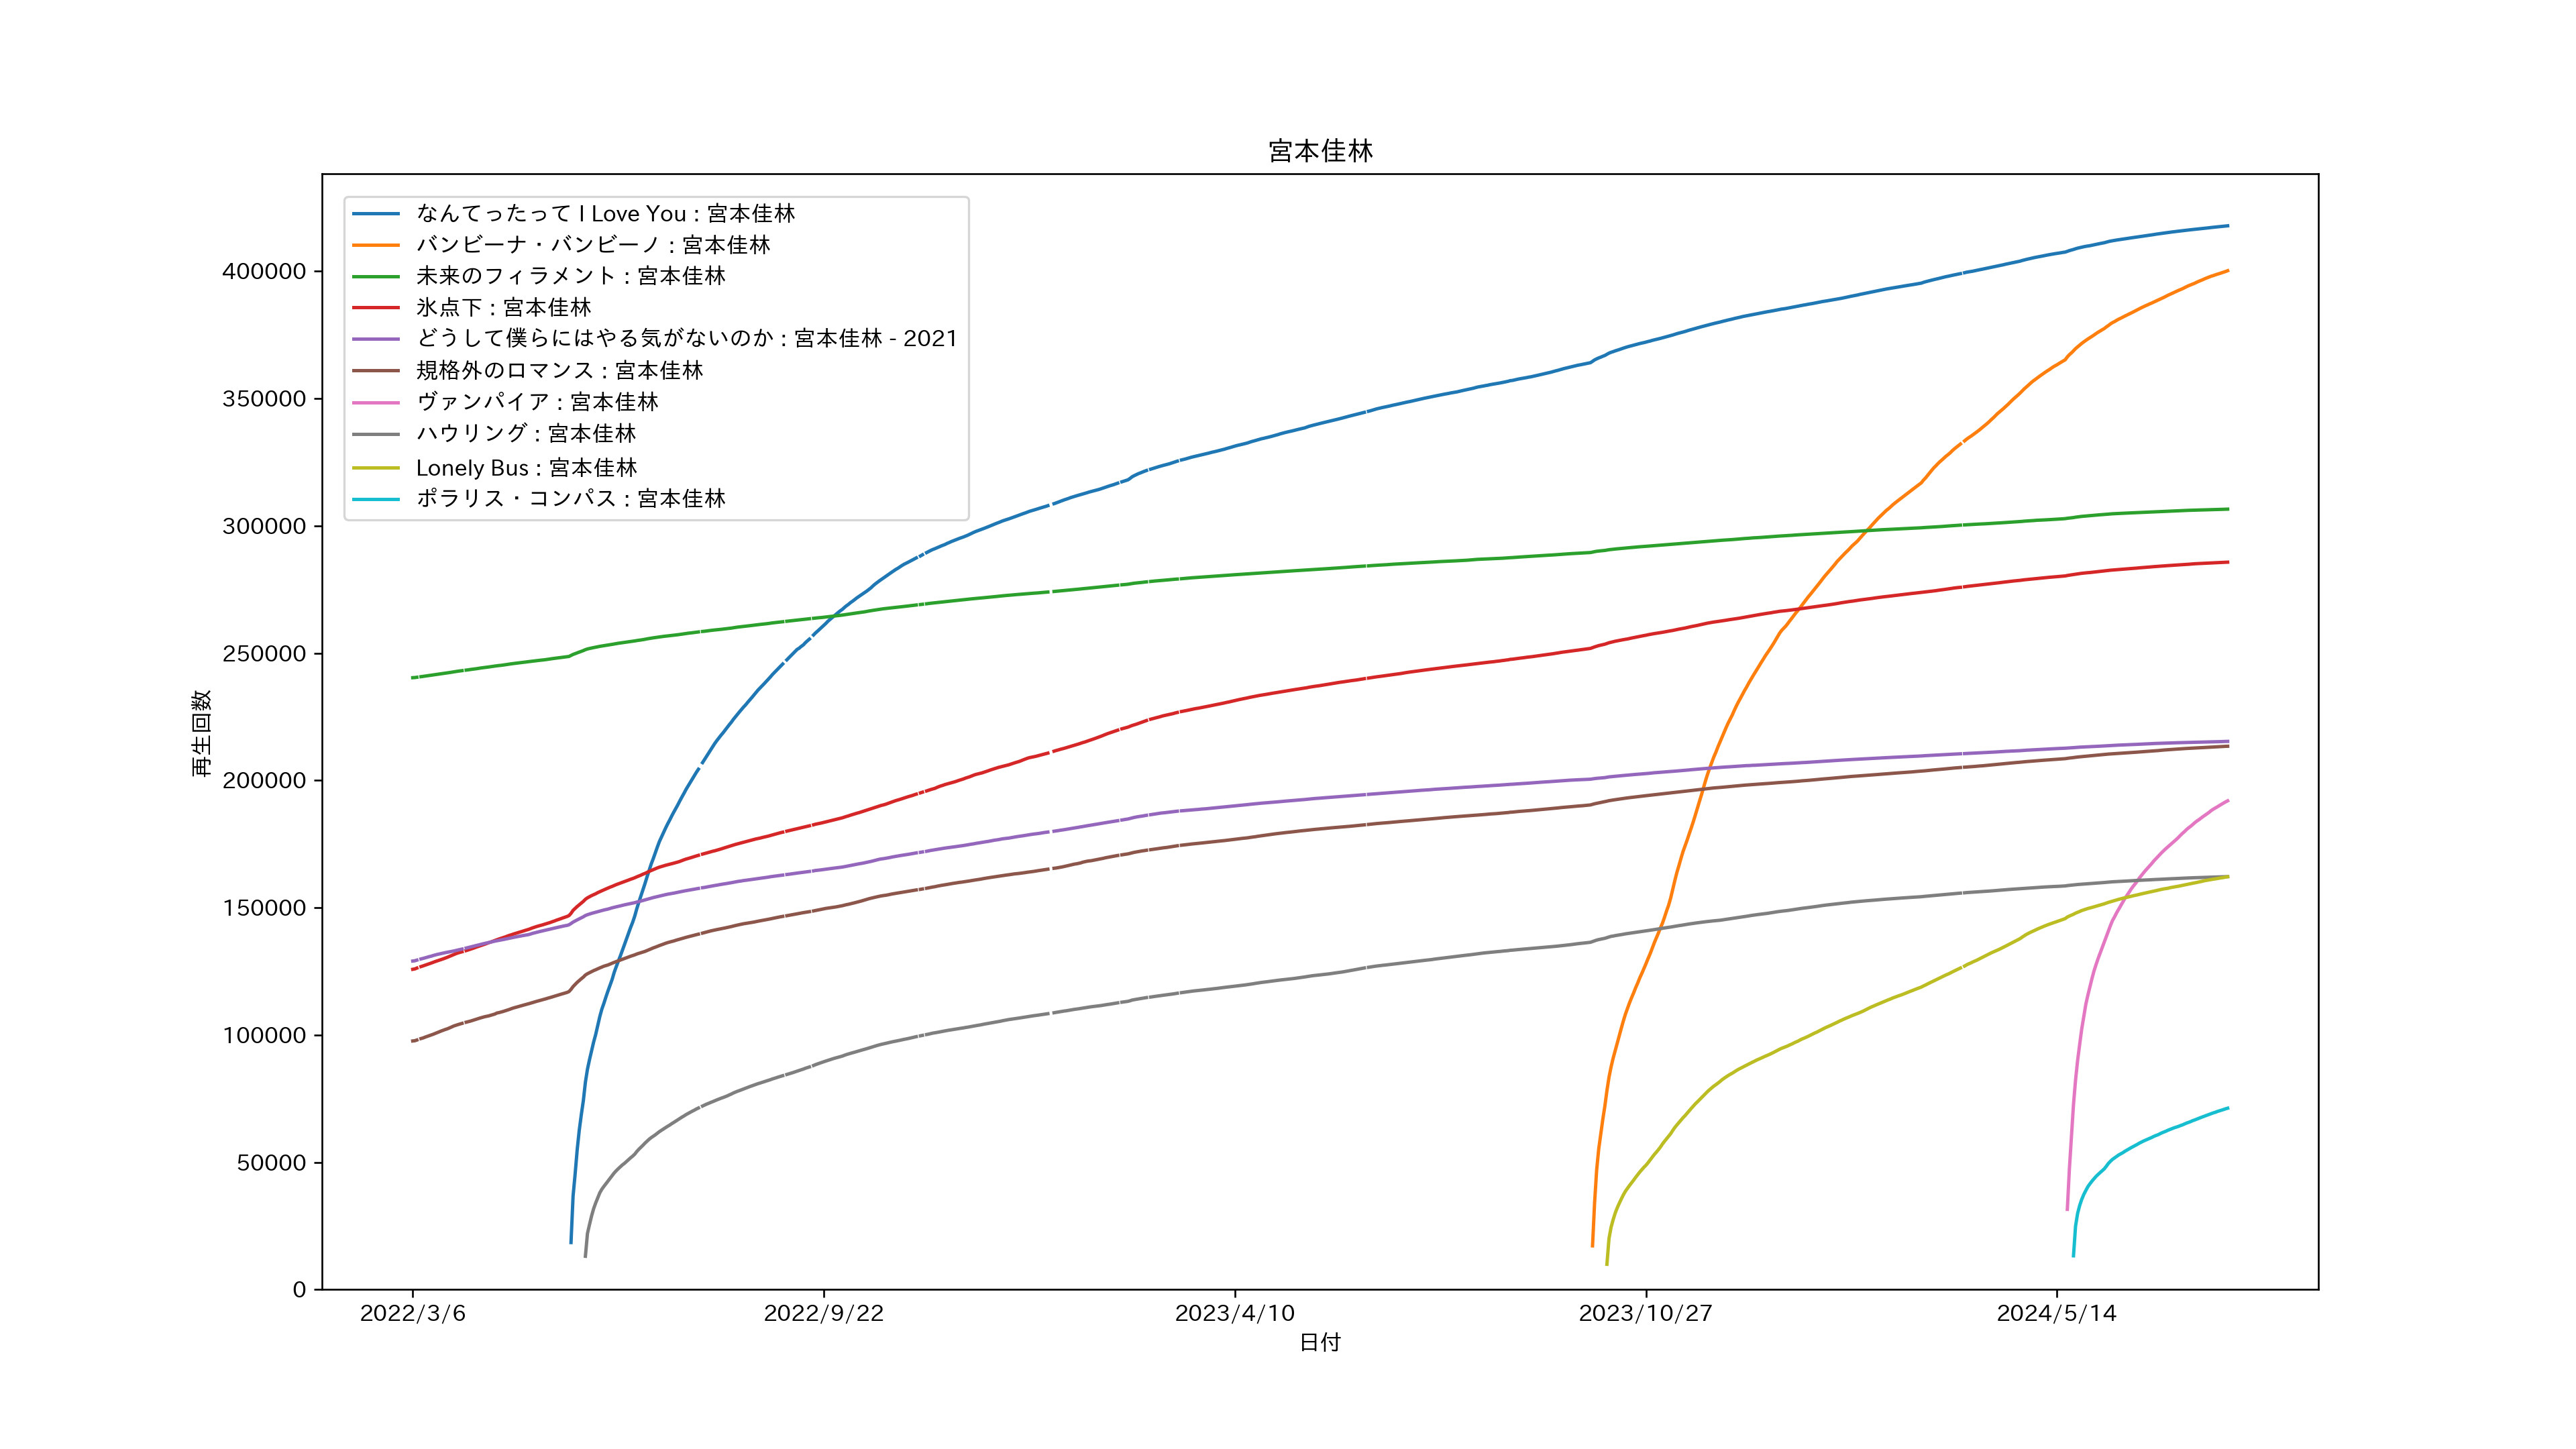 宮本佳林
なんてったって I Love You : 宮本佳林
バンビーナ・バンビーノ : 宮本佳林
未来のフィラメント : 宮本佳林
氷点下 : 宮本佳林
どうして僕らにはやる気がないのか : 宮本佳林 - 2021
規格外のロマンス : 宮本佳林
ヴァンパイア : 宮本佳林
ハウリング : 宮本佳林
Lonely Bus : 宮本佳林
ポラリス・コンパス : 宮本佳林
400000
350000
300000
250000
200000
150000
100000
50000
0
再生回数
2022/3/6
2022/9/22
2023/4/10
2023/10/27
2024/5/14
日付